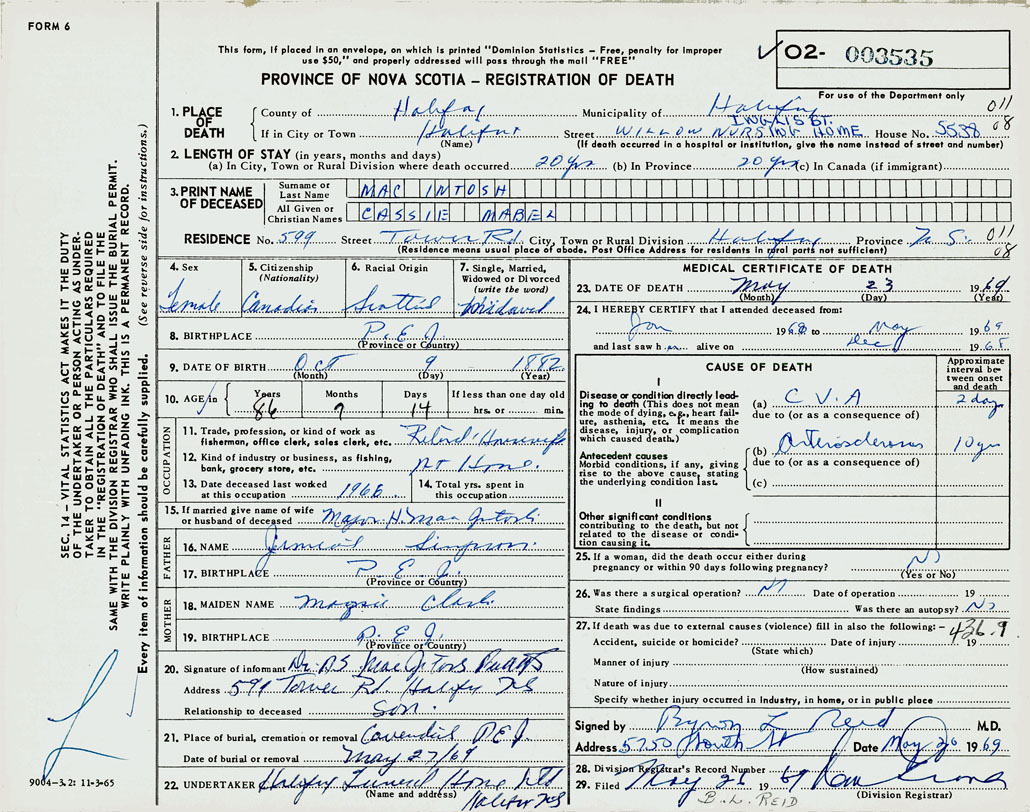 FORM 6
This form, if placed in an envelope, on which is printed "Dominion Statistics – Free, penalty for improper
use $50," and properly addressed will pass through the mail "FREE"
PROVINCE OF NOVA SCOTIA – REGISTRATION OF DEATH
✓ O2- 003535
For use of the Department only
1. PLACE OF DEATH
County of Halifax Municipality of Halifax 011
INGLIS ST.
If in City or Town Halifax Street WILLOW NURSING HOME House No. 5538 08
(Name) (If death occurred in a hospital or institution, give the name instead of street and number)
2. LENGTH OF STAY (in years, months and days)
(a) In City, Town or Rural Division where death occurred 20 yrs (b) In Province 20 yrs (c) In Canada (if immigrant)
3. PRINT NAME OF DECEASED
Surname or Last Name MAC INTOSH
All Given or Christian Names CASSIE MABEL
RESIDENCE No. 599 Street Tower Rd. City, Town or Rural Division Halifax Province N.S. 011
(Residence means usual place of abode. Post Office Address for residents in rural parts not sufficient) 08
4. Sex Female
5. Citizenship (Nationality) Canadian
6. Racial Origin Scottish
7. Single, Married, Widowed or Divorced (write the word) Widowed
8. BIRTHPLACE P.E.I.
(Province or Country)
9. DATE OF BIRTH Oct 9 1882
(Month) (Day) (Year)
10. AGE in Years Months Days If less than one day old
86 7 14 hrs. or min.
OCCUPATION
11. Trade, profession, or kind of work as
fisherman, office clerk, sales clerk, etc. Retired Housewife
12. Kind of industry or business, as fishing,
bank, grocery store, etc. At Home.
13. Date deceased last worked
at this occupation 1966
14. Total yrs. spent in
this occupation
15. If married give name of wife
or husband of deceased Major H. MacIntosh
FATHER
16. NAME Simpson
17. BIRTHPLACE P.E.I.
(Province or Country)
MOTHER
18. MAIDEN NAME Maggie Clark
19. BIRTHPLACE P.E.I.
(Province or Country)
20. Signature of informant Dr. MacIntosh
Address 599 Tower Rd. Halifax NS
Relationship to deceased Son.
21. Place of burial, cremation or removal Cavendish P.E.I.
Date of burial or removal May 27/69
22. UNDERTAKER Halifax Funeral Home Ltd
(Name and address) Halifax NS
MEDICAL CERTIFICATE OF DEATH
23. DATE OF DEATH May 23 1969
(Month) (Day) (Year)
24. I HEREBY CERTIFY that I attended deceased from:
Jan 1968 to May 1969
and last saw h er alive on Dec 1968
CAUSE OF DEATH
Approximate interval between onset and death
I
Disease or condition directly leading to death (This does not mean
the mode of dying, e.g., heart failure, asthenia, etc. It means the
disease, injury, or complication
which caused death.)
(a) C V A 2 days
due to (or as a consequence of)
Antecedent causes
Morbid conditions, if any, giving
rise to the above cause, stating
the underlying condition last.
(b) Arteriosclerosis 10 yrs
due to (or as a consequence of)
(c)
II
Other significant conditions
contributing to the death, but not
related to the disease or condition causing it.
25. If a woman, did the death occur either during
pregnancy or within 90 days following pregnancy? No
(Yes or No)
26. Was there a surgical operation? No Date of operation 19
State findings Was there an autopsy? No
27. If death was due to external causes (violence) fill in also the following:– 436.9
Accident, suicide or homicide? Date of injury 19
(State which)
Manner of injury
(How sustained)
Nature of injury
Specify whether injury occurred in industry, in home, or in public place
Signed by Byron L Reid M.D.
Address 5750 North St Date May 26 1969
28. Division Registrar's Record Number
29. Filed May 26 1969
(Division Registrar)
B. L. REID
SEC. 14 – VITAL STATISTICS ACT MAKES IT THE DUTY
OF THE UNDERTAKER OR PERSON ACTING AS UNDER-
TAKER TO OBTAIN ALL THE PARTICULARS REQUIRED
IN THE "REGISTRATION OF DEATH" AND TO FILE THE
SAME WITH THE DIVISION REGISTRAR WHO SHALL ISSUE THE BURIAL PERMIT.
WRITE PLAINLY WITH UNFADING INK. THIS IS A PERMANENT RECORD.
Every item of information should be carefully supplied. (See reverse side for instructions.)
9004–3.2: 11-3-65